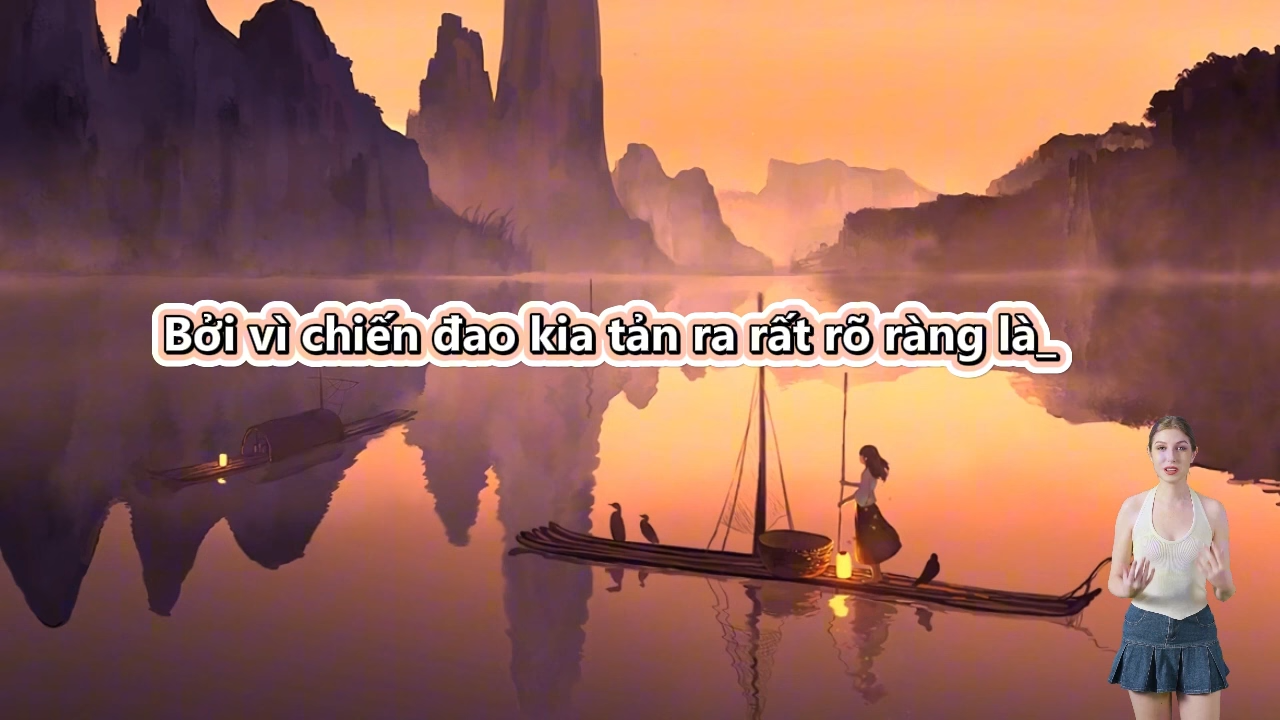 Bởi vì chiến đao kia tản ra rất rõ ràng là_